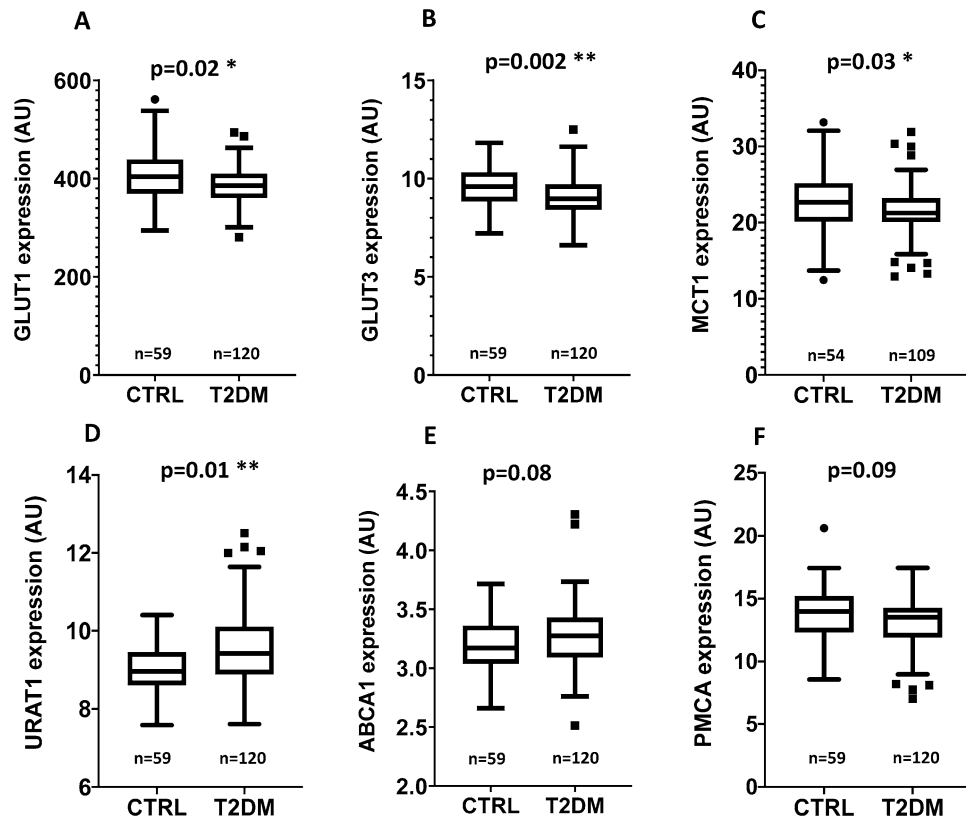 A
p=0.02 *
GLUT1 expression (AU)
600
400
200
0
n=59
n=120
CTRL
T2DM
B
p=0.002 **
GLUT3 expression (AU)
15
10
5
0
n=59
n=120
CTRL
T2DM
C
p=0.03 *
MCT1 expression (AU)
40
30
20
10
0
n=54
n=109
CTRL
T2DM
D
p=0.01 **
URAT1 expression (AU)
14
12
10
8
6
n=59
n=120
CTRL
T2DM
E
p=0.08
ABCA1 expression (AU)
4.5
4.0
3.5
3.0
2.5
2.0
n=59
n=120
CTRL
T2DM
F
p=0.09
PMCA expression (AU)
25
20
15
10
5
0
n=59
n=120
CTRL
T2DM